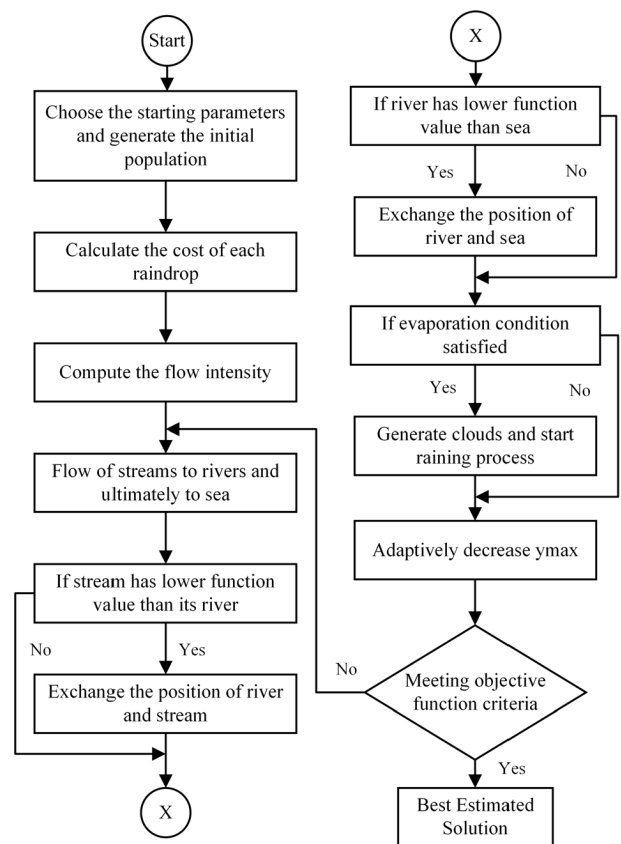 Start
Choose the starting parameters
and generate the initial
population
Calculate the cost of each
raindrop
Compute the flow intensity
Flow of streams to rivers and
ultimately to sea
If stream has lower function
value than its river
No
Yes
Exchange the position of river
and stream
X
X
If river has lower function
value than sea
Yes
No
Exchange the position of
river and sea
If evaporation condition
satisfied
Yes
No
Generate clouds and start
raining process
Adaptively decrease ymax
No
Meeting objective
function criteria
Yes
Best Estimated
Solution